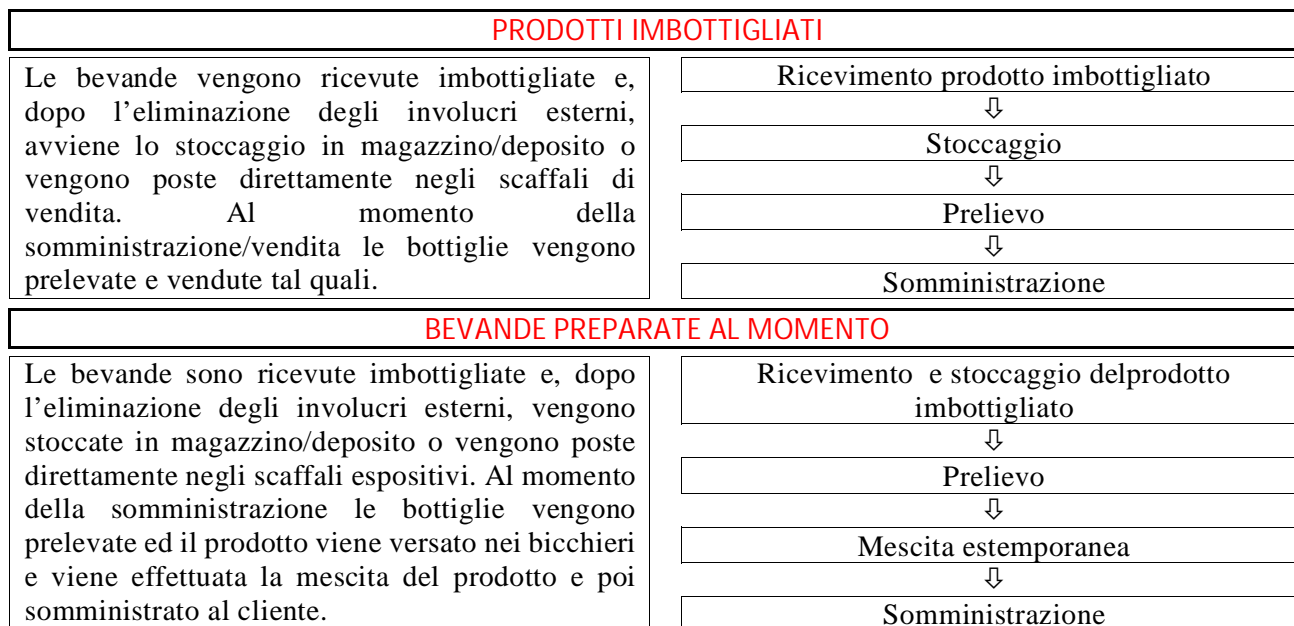 PRODOTTI IMBOTTIGLIATI
Le bevande vengono ricevute imbottigliate e,
dopo l’eliminazione degli involucri esterni,
avviene lo stoccaggio in magazzino/deposito o
vengono poste direttamente negli scaffali di
vendita. Al momento della
somministrazione/vendita le bottiglie vengono
prelevate e vendute tal quali.
Ricevimento prodotto imbottigliato
⇩
Stoccaggio
⇩
Prelievo
⇩
Somministrazione
BEVANDE PREPARATE AL MOMENTO
Le bevande sono ricevute imbottigliate e, dopo
l’eliminazione degli involucri esterni, vengono
stoccate in magazzino/deposito o vengono poste
direttamente negli scaffali espositivi. Al momento
della somministrazione le bottiglie vengono
prelevate ed il prodotto viene versato nei bicchieri
e viene effettuata la mescita del prodotto e poi
somministrato al cliente.
Ricevimento e stoccaggio delprodotto
imbottigliato
⇩
Prelievo
⇩
Mescita estemporanea
⇩
Somministrazione